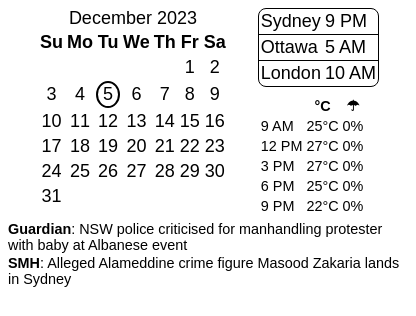 December 2023
Su Mo Tu We Th Fr Sa
1 2
3 4 5 6 7 8 9
10 11 12 13 14 15 16
17 18 19 20 21 22 23
24 25 26 27 28 29 30
31
Sydney 9 PM
Ottawa 5 AM
London 10 AM
°C ☂
9 AM 25°C 0%
12 PM 27°C 0%
3 PM 27°C 0%
6 PM 25°C 0%
9 PM 22°C 0%
Guardian: NSW police criticised for manhandling protester
with baby at Albanese event
SMH: Alleged Alameddine crime figure Masood Zakaria lands
in Sydney